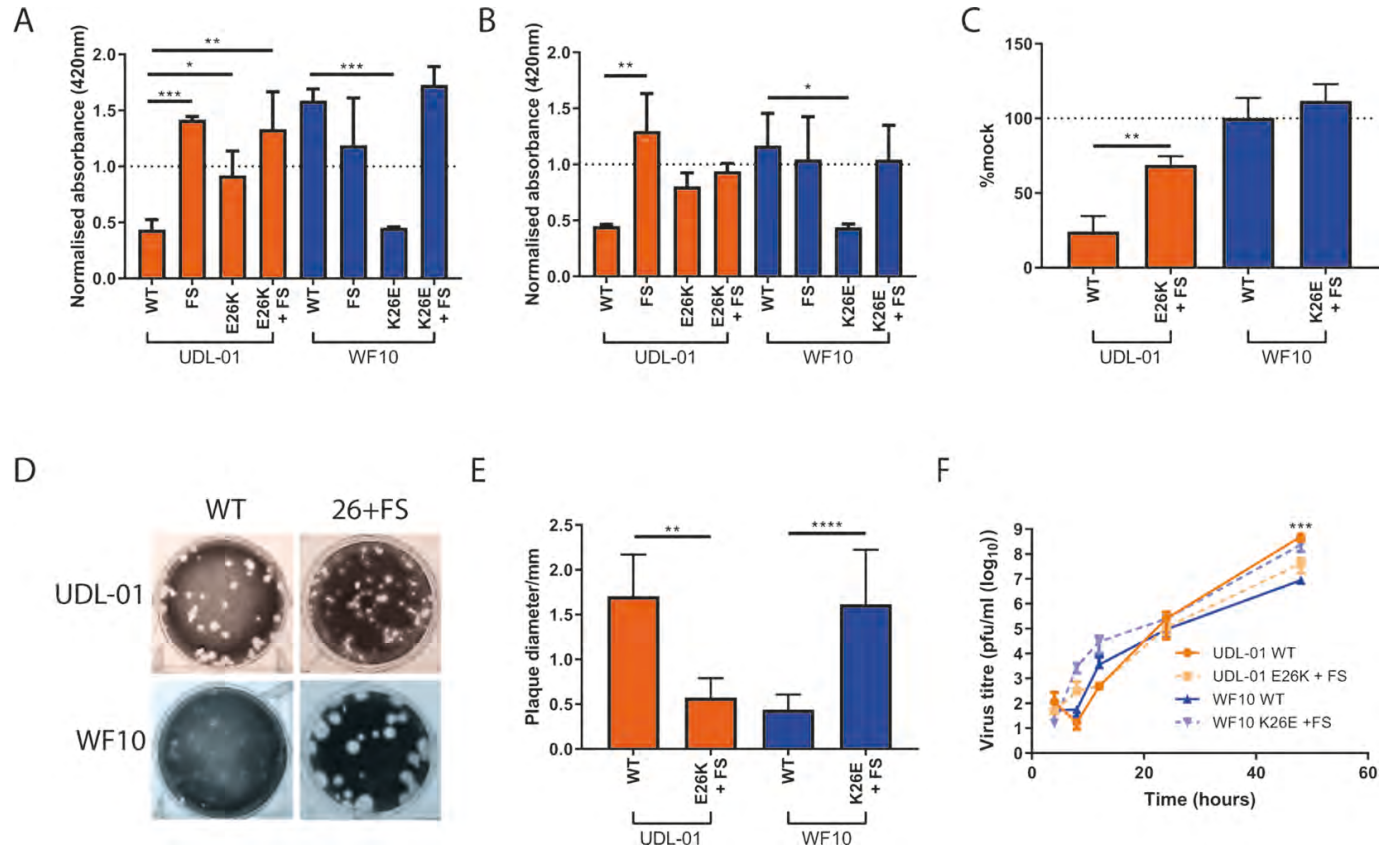 A
Normalised absorbance (420nm)
2.0
1.5
1.0
0.5
0.0
**
*
***
***
WT
FS
E26K
E26K
+ FS
WT
FS
K26E
K26E
+ FS
UDL-01
WF10
B
Normalised absorbance (420nm)
2.0
1.5
1.0
0.5
0.0
**
*
WT
FS
E26K
E26K
+ FS
WT
FS
K26E
K26E
+ FS
UDL-01
WF10
C
%mock
150
100
50
0
**
WT
E26K
+ FS
WT
K26E
+ FS
UDL-01
WF10
D
WT
26+FS
UDL-01
WF10
E
Plaque diameter/mm
2.5
2.0
1.5
1.0
0.5
0.0
**
****
WT
E26K
+ FS
WT
K26E
+ FS
UDL-01
WF10
F
Virus titre (pfu/ml (log10))
9
8
7
6
5
4
3
2
1
0
***
UDL-01 WT
UDL-01 E26K + FS
WF10 WT
WF10 K26E +FS
0
20
40
60
Time (hours)